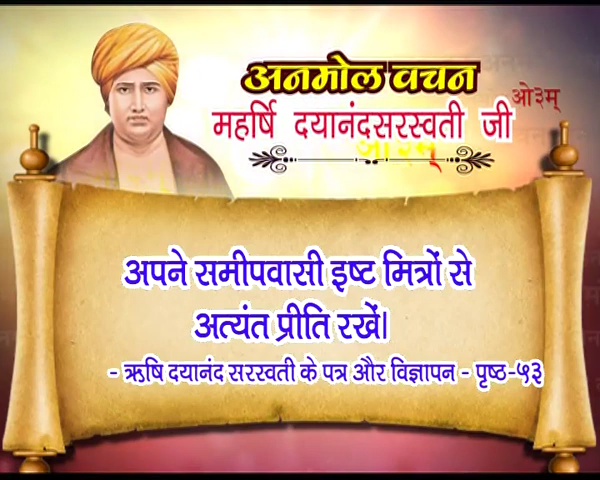 अनमोल वचन
महर्षि दयानंदसरस्वती जी
ओ३म्
ओ३म्
अपने समीपवासी इष्ट मित्रों से
अत्यंत प्रीति रखें।
- ऋषि दयानंद सरस्वती के पत्र और विज्ञापन - पृष्ठ-५३